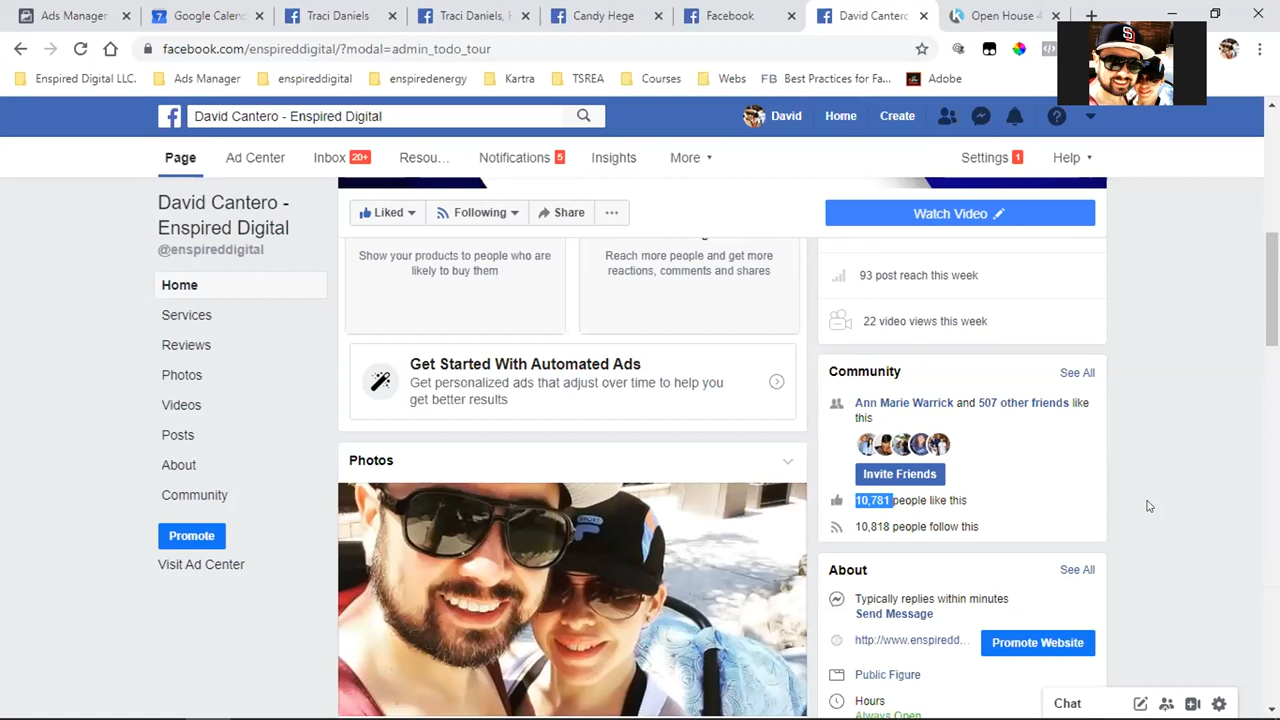 Ads Manager
Google Calen
Traci Daniels
Traci Daniels,
Candy Hege
Facebook
David Cantero
Open House 4
facebook.com/enspireddigital/?modal=admin_todo_tour
Enspired Digital LLC.
Ads Manager
enspireddigital
Enspired
Kartra
TSREA
Courses
Webs
FB Best Practices for Fa...
Adobe
David Cantero - Enspired Digital
David
Home
Create
Page
Ad Center
Inbox 20+
Resou...
Notifications 5
Insights
More
Settings 1
Help
David Cantero -
Enspired Digital
@enspireddigital
Home
Services
Reviews
Photos
Videos
Posts
About
Community
Promote
Visit Ad Center
Liked
Following
Share
Watch Video
Show your products to people who are
likely to buy them
Reach more people and get more
reactions, comments and shares
Get Started With Automated Ads
Get personalized ads that adjust over time to help you
get better results
Photos
SPORT
93 post reach this week
22 video views this week
Community
See All
Ann Marie Warrick and 507 other friends like
this
Invite Friends
10,781 people like this
10,818 people follow this
About
See All
Typically replies within minutes
Send Message
http://www.enspiredd...
Promote Website
Public Figure
Hours
Always Open
Chat